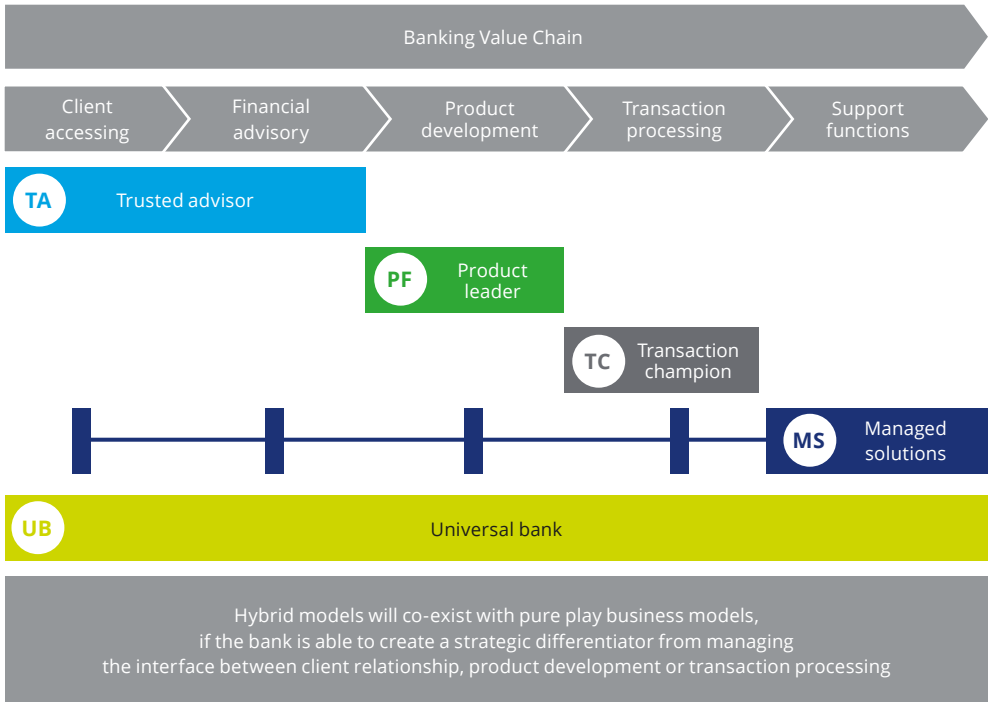 Banking Value Chain
Client
accessing
Financial
advisory
Product
development
Transaction
processing
Support
functions
TA
Trusted advisor
PF
Product
leader
TC
Transaction
champion
MS
Managed
solutions
UB
Universal bank
Hybrid models will co-exist with pure play business models,
if the bank is able to create a strategic differentiator from managing
the interface between client relationship, product development or transaction processing